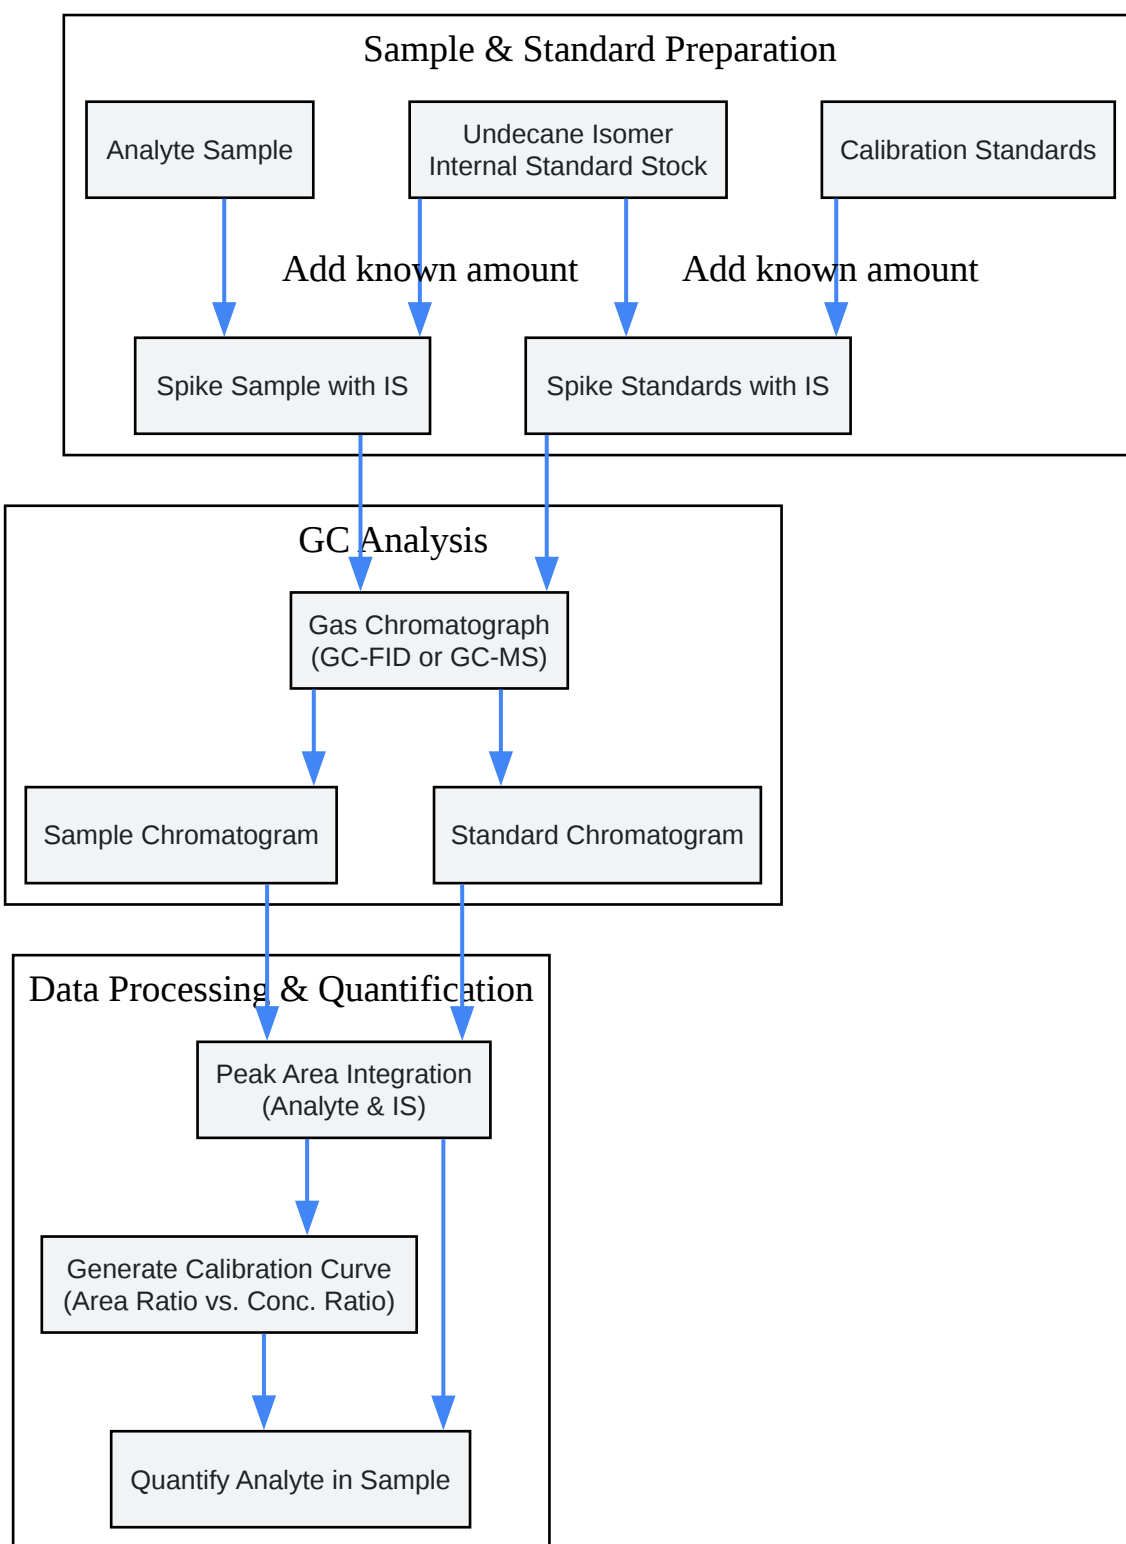 Sample & Standard Preparation
Analyte Sample
Undecane Isomer
Internal Standard Stock
Calibration Standards
Add known amount
Add known amount
Spike Sample with IS
Spike Standards with IS
GC Analysis
Gas Chromatograph
(GC-FID or GC-MS)
Sample Chromatogram
Standard Chromatogram
Data Processing & Quantification
Peak Area Integration
(Analyte & IS)
Generate Calibration Curve
(Area Ratio vs. Conc. Ratio)
Quantify Analyte in Sample